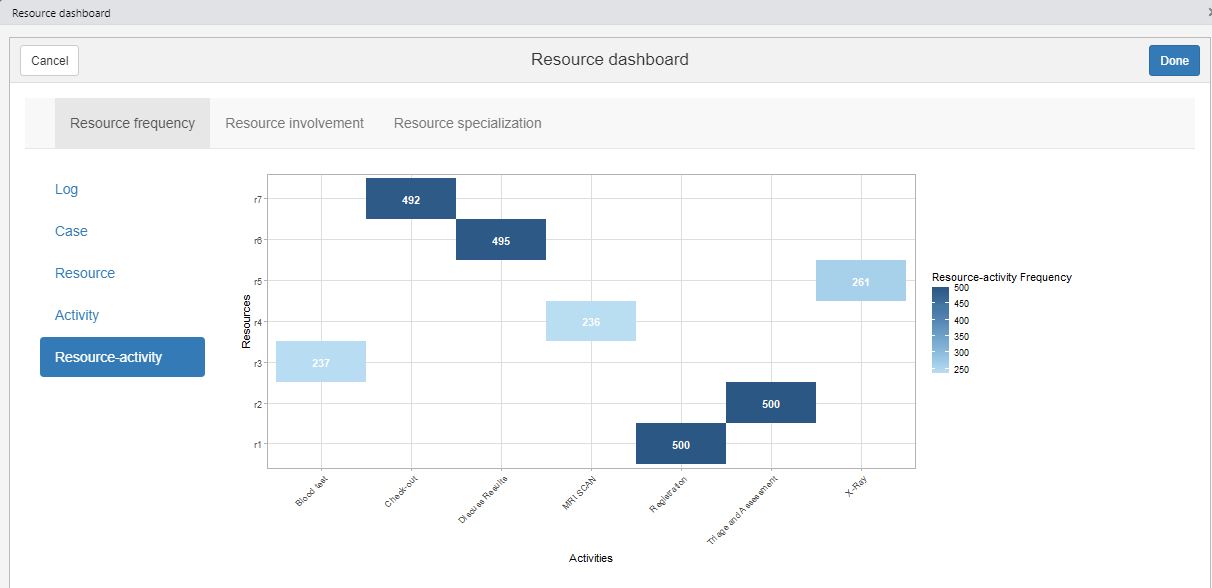 Resource dashboard
Cancel
Resource dashboard
Done
Resource frequency
Resource involvement
Resource specialization
Log
Case
Resource
Activity
Resource-activity
Resources
r7
r6
r5
r4
r3
r2
r1
492
495
261
236
237
500
500
Blood test
Check-out
Discuss Results
MRI SCAN
Registration
Triage and Assessment
X-Ray
Activities
Resource-activity Frequency
500
450
400
350
300
250